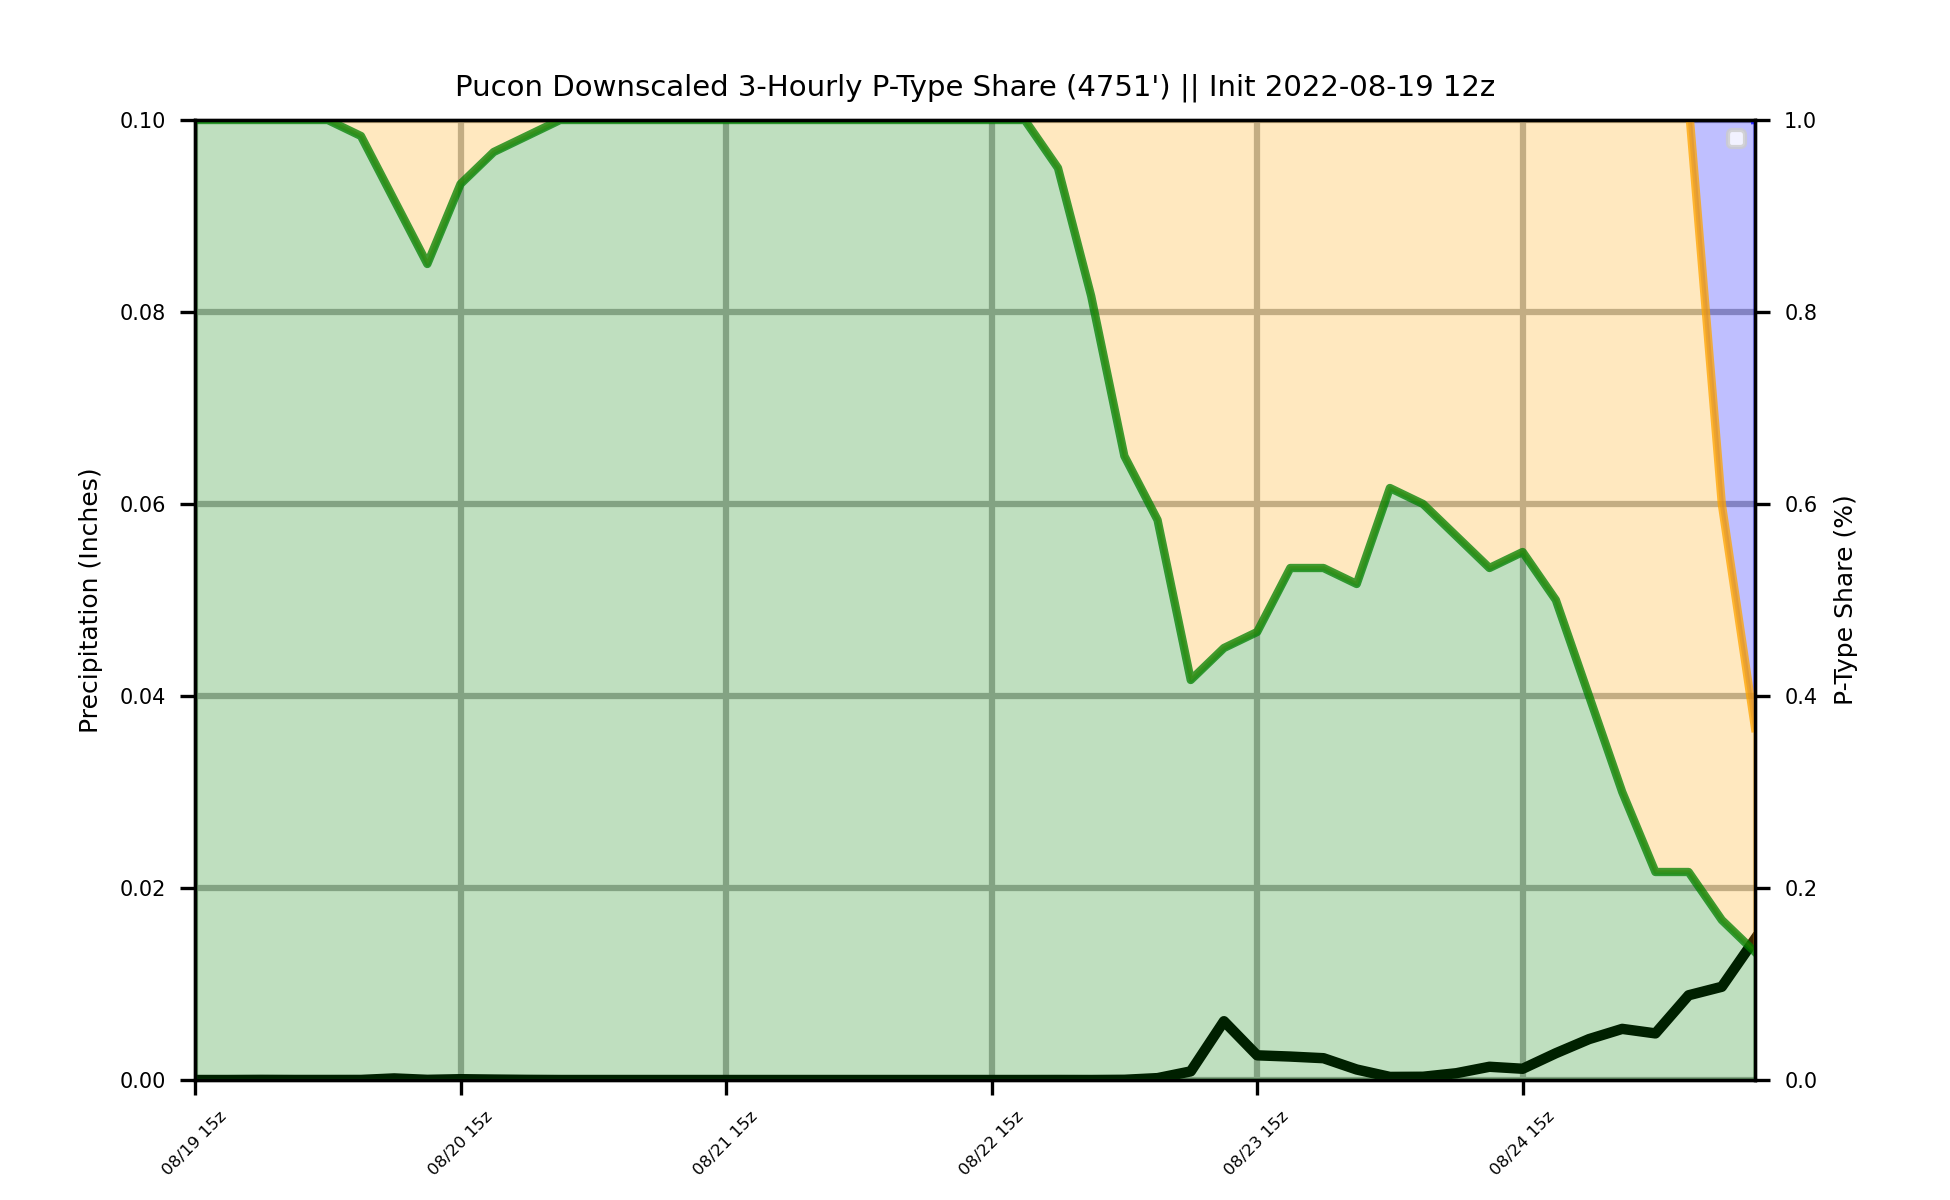 Pucon Downscaled 3-Hourly P-Type Share (4751') || Init 2022-08-19 12z
Precipitation (Inches)
0.10
0.08
0.06
0.04
0.02
0.00
1.0
0.8
0.6
0.4
0.2
0.0
P-Type Share (%)
08/19 15z
08/20 15z
08/21 15z
08/22 15z
08/23 15z
08/24 15z